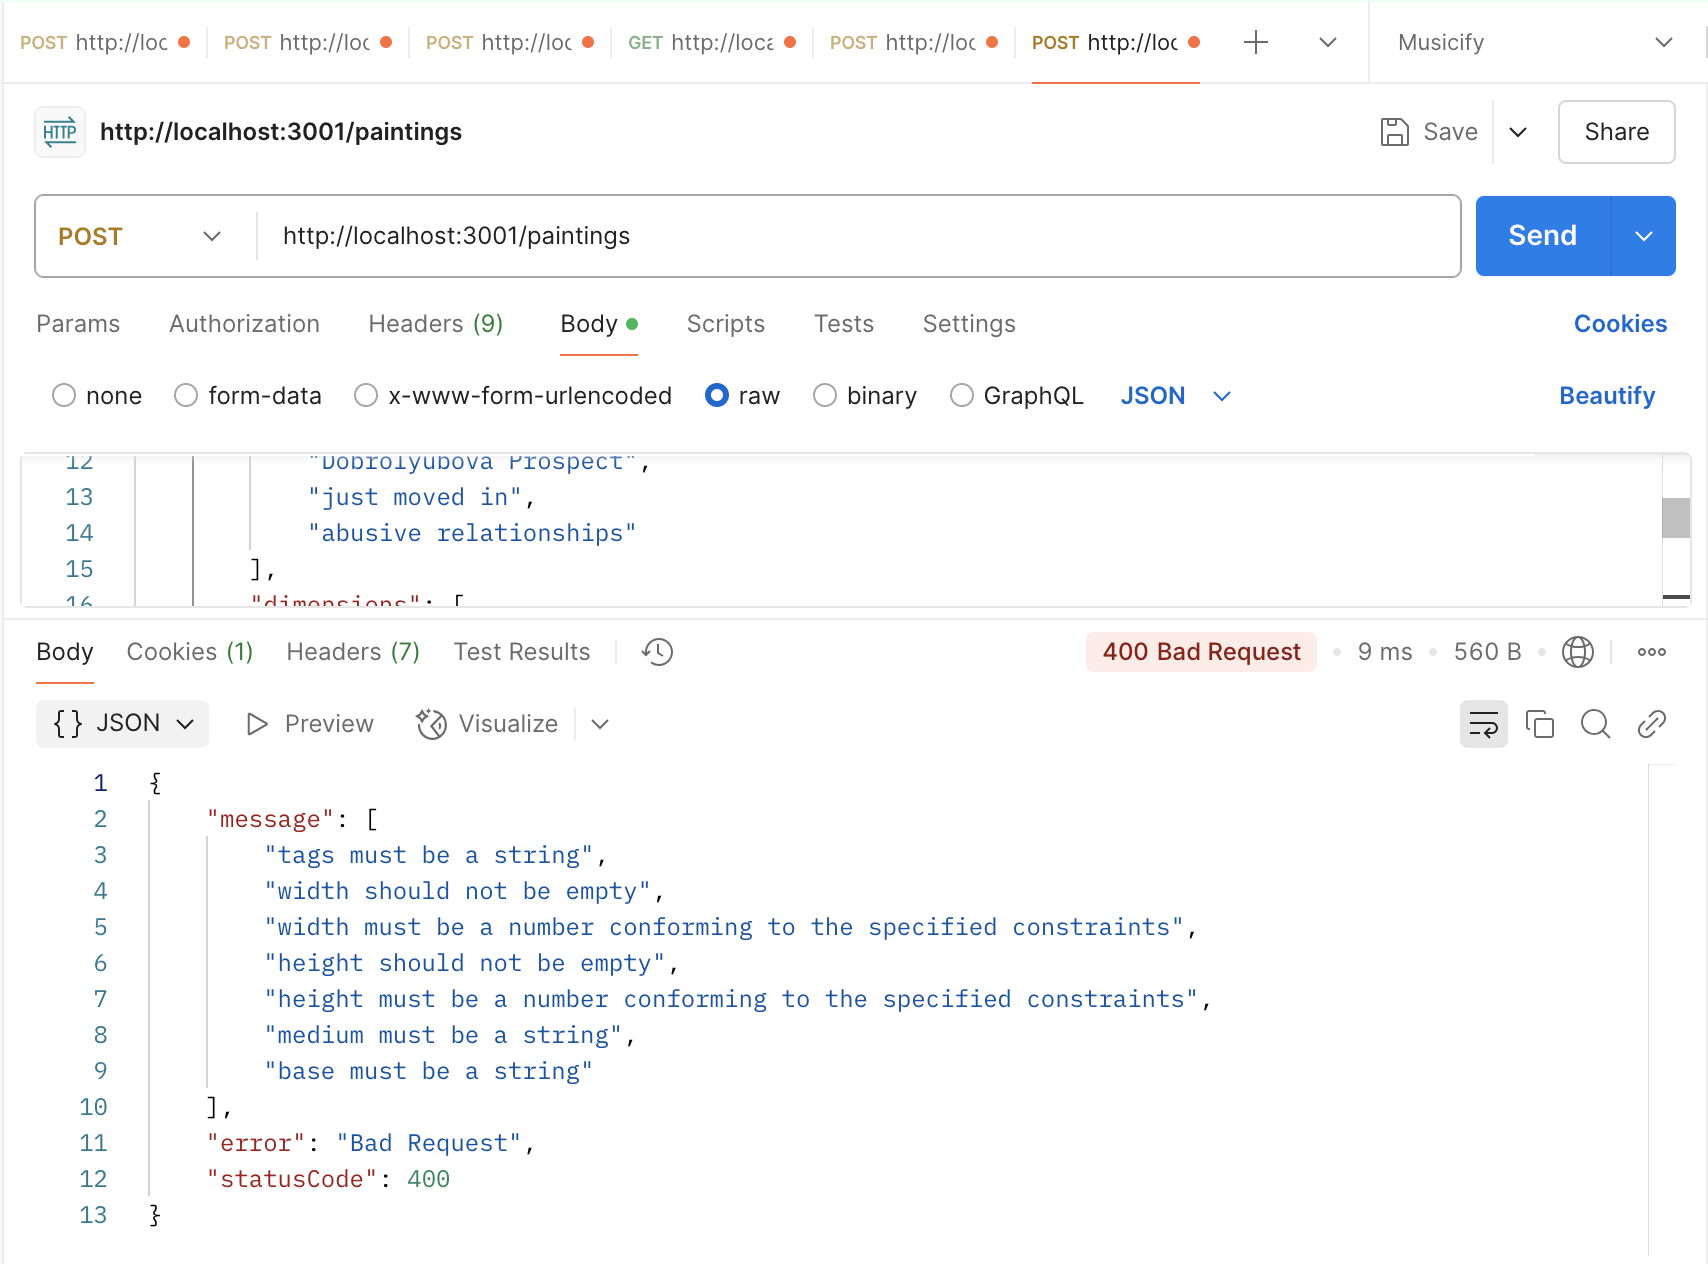 POST http://loc POST http://loc POST http://loc GET http://loca POST http://loc POST http://loc Musicify
HTTP http://localhost:3001/paintings Save Share
POST http://localhost:3001/paintings Send
Params Authorization Headers (9) Body Scripts Tests Settings Cookies
none form-data x-www-form-urlencoded raw binary GraphQL JSON Beautify
12 "Dobrolyubova Prospect",
13 "just moved in",
14 "abusive relationships"
15 ],
16 "dimensions": [
Body Cookies (1) Headers (7) Test Results 400 Bad Request 9 ms 560 B
{} JSON Preview Visualize
1 {
2 "message": [
3 "tags must be a string",
4 "width should not be empty",
5 "width must be a number conforming to the specified constraints",
6 "height should not be empty",
7 "height must be a number conforming to the specified constraints",
8 "medium must be a string",
9 "base must be a string"
10 ],
11 "error": "Bad Request",
12 "statusCode": 400
13 }